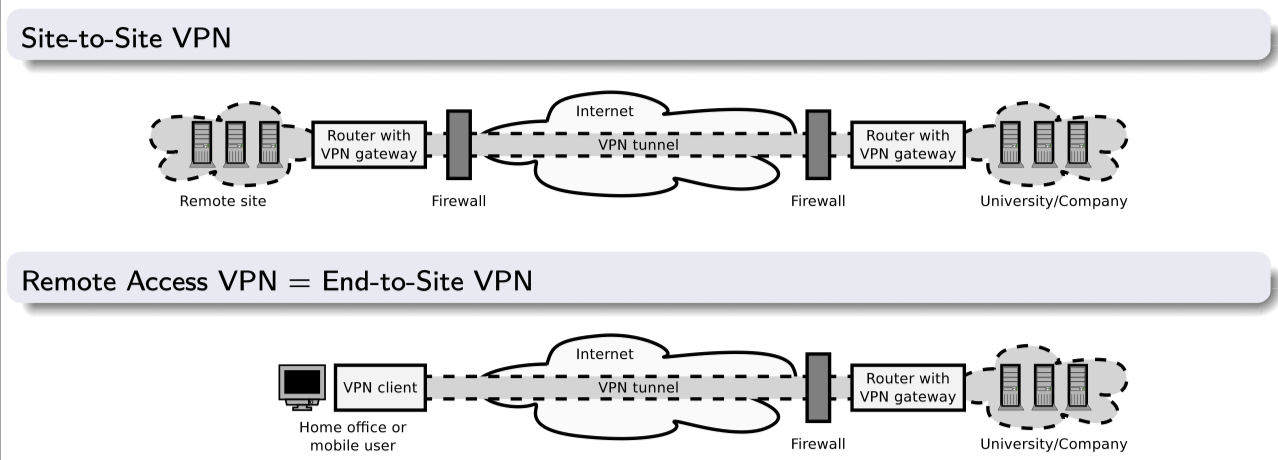 Site-to-Site VPN
Internet
Router with
VPN gateway
VPN tunnel
Router with
VPN gateway
Remote site
Firewall
Firewall
University/Company
Remote Access VPN = End-to-Site VPN
Internet
VPN client
VPN tunnel
Router with
VPN gateway
Home office or
mobile user
Firewall
University/Company